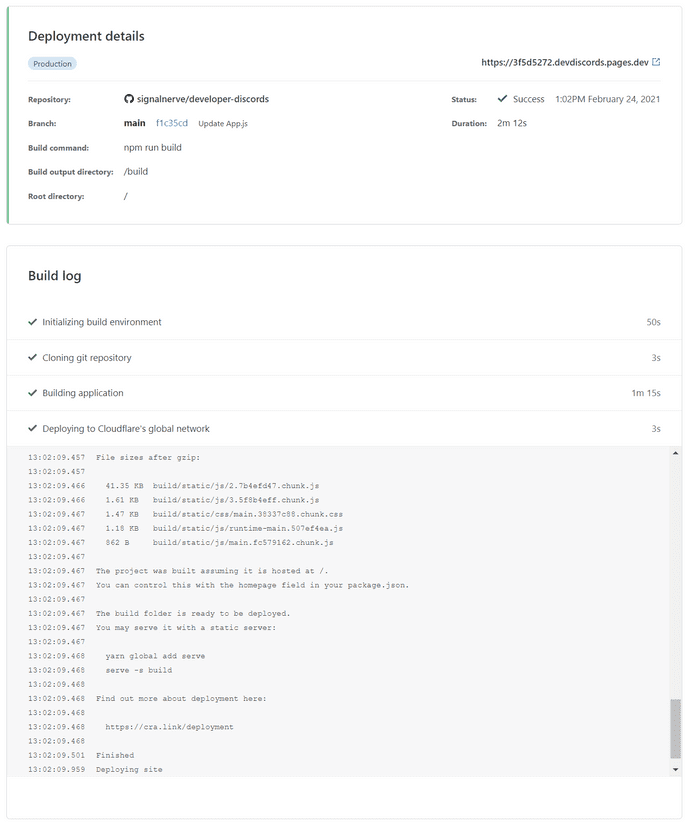 Deployment details
Production
https://3f5d5272.devdiscords.pages.dev
Repository: signalnerve/developer-discords
Status: Success 1:02PM February 24, 2021
Branch: main f1c35cd Update App.js
Duration: 2m 12s
Build command: npm run build
Build output directory: /build
Root directory: /
Build log
Initializing build environment 50s
Cloning git repository 3s
Building application 1m 15s
Deploying to Cloudflare's global network 3s
13:02:09.457 File sizes after gzip:
13:02:09.457
13:02:09.466 41.35 KB build/static/js/2.7b4efd47.chunk.js
13:02:09.466 1.61 KB build/static/js/3.5f8b4eff.chunk.js
13:02:09.467 1.47 KB build/static/css/main.38337c88.chunk.css
13:02:09.467 1.18 KB build/static/js/runtime-main.507ef4ea.js
13:02:09.467 862 B build/static/js/main.fc579162.chunk.js
13:02:09.467
13:02:09.467 The project was built assuming it is hosted at /.
13:02:09.467 You can control this with the homepage field in your package.json.
13:02:09.467
13:02:09.467 The build folder is ready to be deployed.
13:02:09.467 You may serve it with a static server:
13:02:09.467
13:02:09.468 yarn global add serve
13:02:09.468 serve -s build
13:02:09.468
13:02:09.468 Find out more about deployment here:
13:02:09.468
13:02:09.468 https://cra.link/deployment
13:02:09.468
13:02:09.501 Finished
13:02:09.959 Deploying site